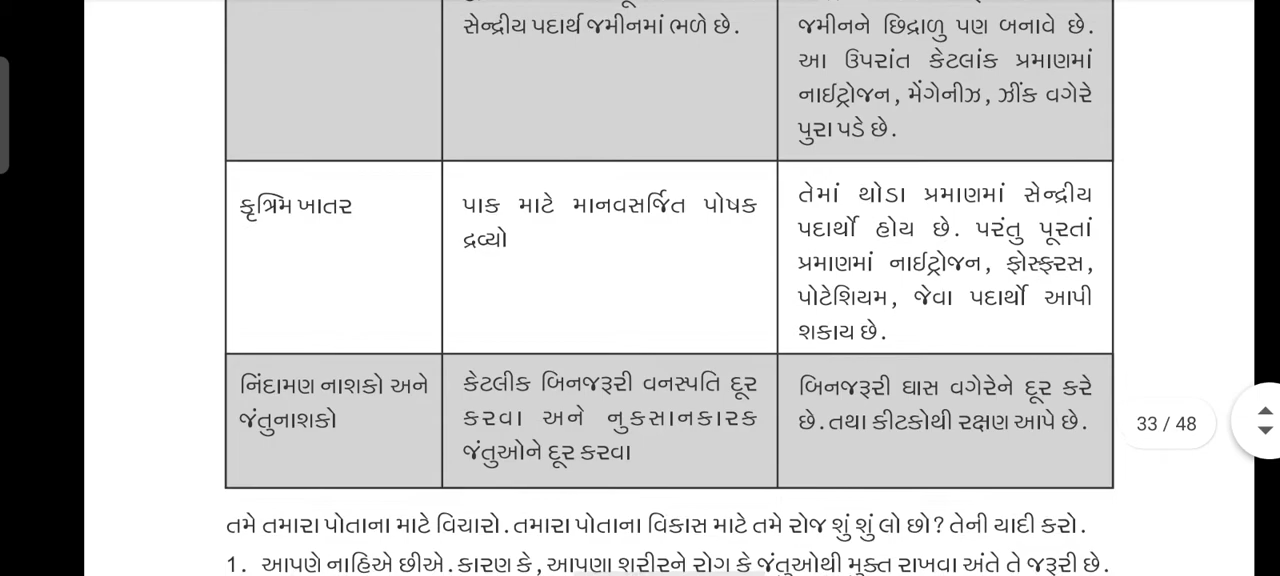 સેન્દ્રીય પદાર્થ જમીનમાં ભળે છે.
જમીનને છિદ્રાળુ પણ બનાવે છે.
આ ઉપરાંત કેટલાંક પ્રમાણમાં
નાઈટ્રોજન, મેંગેનીઝ, ઝીંક વગેરે
પુરા પડે છે.
કૃત્રિમ ખાતર
પાક માટે માનવસર્જિત પોષક
દ્રવ્યો
તેમાં થોડા પ્રમાણમાં સેન્દ્રીય
પદાર્થો હોય છે. પરંતુ પૂરતાં
પ્રમાણમાં નાઈટ્રોજન, ફોસ્ફરસ,
પોટેશિયમ, જેવા પદાર્થો આપી
શકાય છે.
નિંદામણ નાશકો અને
જંતુનાશકો
કેટલીક બિનજરૂરી વનસ્પતિ દૂર
કરવા અને નુકસાનકારક
જંતુઓને દૂર કરવા
બિનજરૂરી ઘાસ વગેરેને દૂર કરે
છે. તથા કીટકોથી રક્ષણ આપે છે.
33 / 48
તમે તમારા પોતાના માટે વિચારો. તમારા પોતાના વિકાસ માટે તમે રોજ શું શું લો છો? તેની યાદી કરો.
1. આપણે નાહિએ છીએ. કારણ કે, આપણા શરીરને રોગ કે જંતુઓથી મુક્ત રાખવા અંતે તે જરૂરી છે.